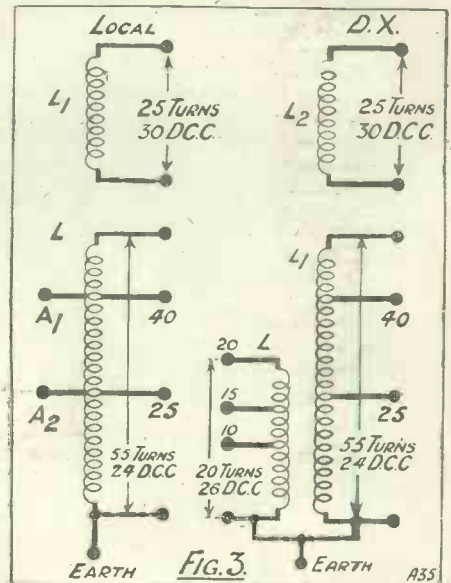 LOCAL
D.X.
L1
25 TURNS
30 D.C.C.
L2
25 TURNS
30 D.C.C.
L
A1
40
A2
25
55 TURNS
24 D.C.C
EARTH
20
L
15
10
20 TURNS
26 D.C.C.
L1
40
25
55 TURNS
24 D.C.C.
EARTH
FIG. 3.
A35